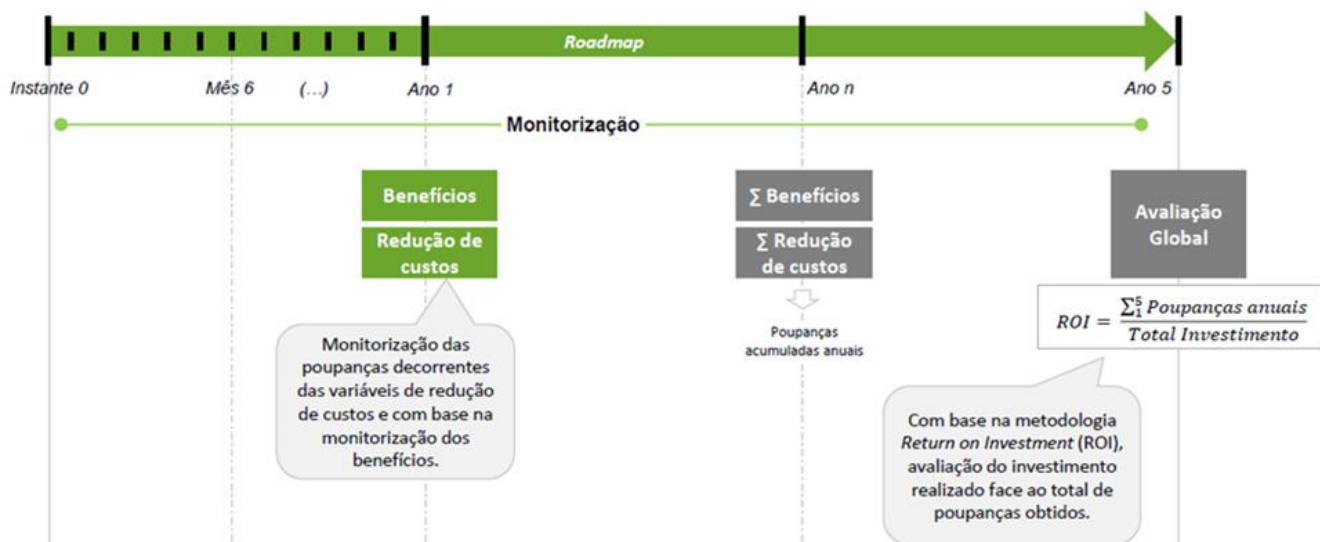 Roadmap
Instante 0
Mês 6
(...)
Ano 1
Ano n
Ano 5
Monitorização
Benefícios
Redução de
custos
∑ Benefícios
∑ Redução
de custos
Avaliação
Global
Poupanças
acumuladas anuais
ROI = ∑₁⁵ Poupanças anuais / Total Investimento
Monitorização das
poupanças decorrentes
das variáveis de redução
de custos e com base na
monitorização dos
benefícios.
Com base na metodologia
Return on Investment (ROI),
avaliação do investimento
realizado face ao total de
poupanças obtidos.